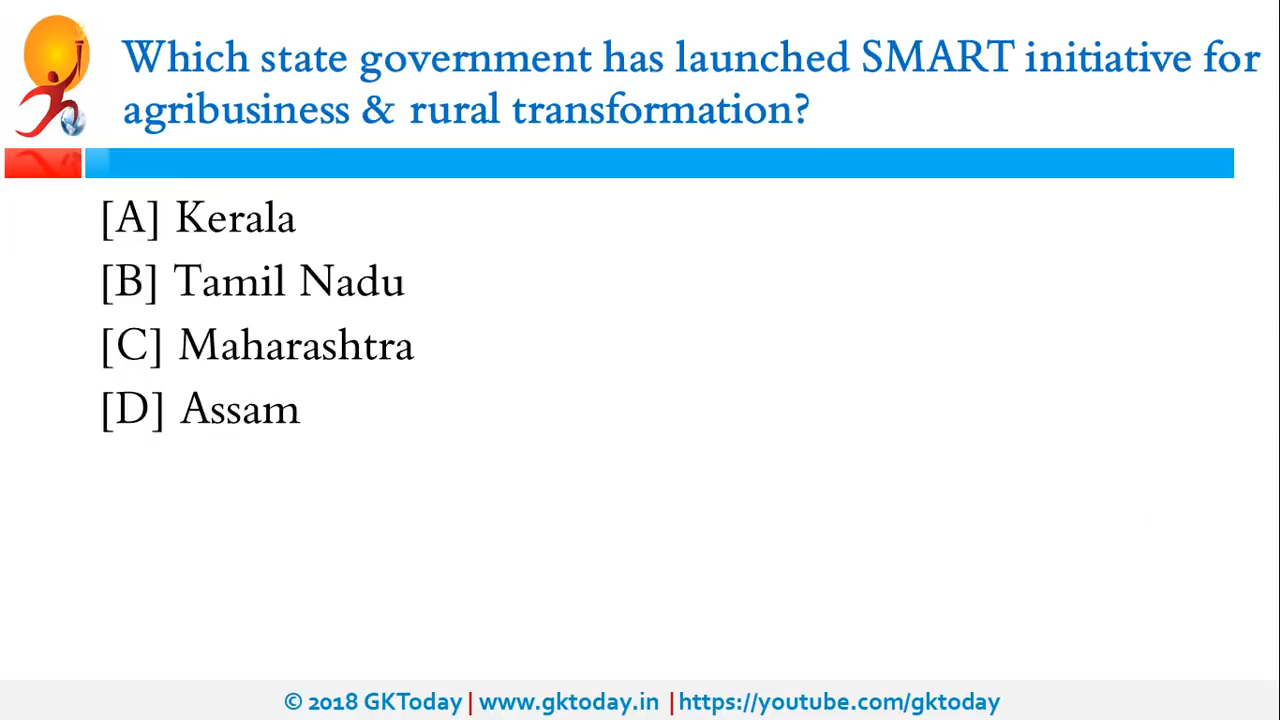 Which state government has launched SMART initiative for
agribusiness & rural transformation?
[A] Kerala
[B] Tamil Nadu
[C] Maharashtra
[D] Assam
© 2018 GKToday | www.gktoday.in | https://youtube.com/gktoday